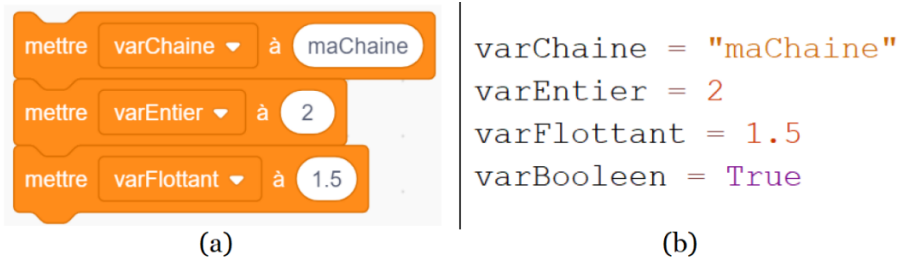 mettre varChaine à maChaine
mettre varEntier à 2
mettre varFlottant à 1.5
(a)
varChaine = "maChaine"
varEntier = 2
varFlottant = 1.5
varBooleen = True
(b)